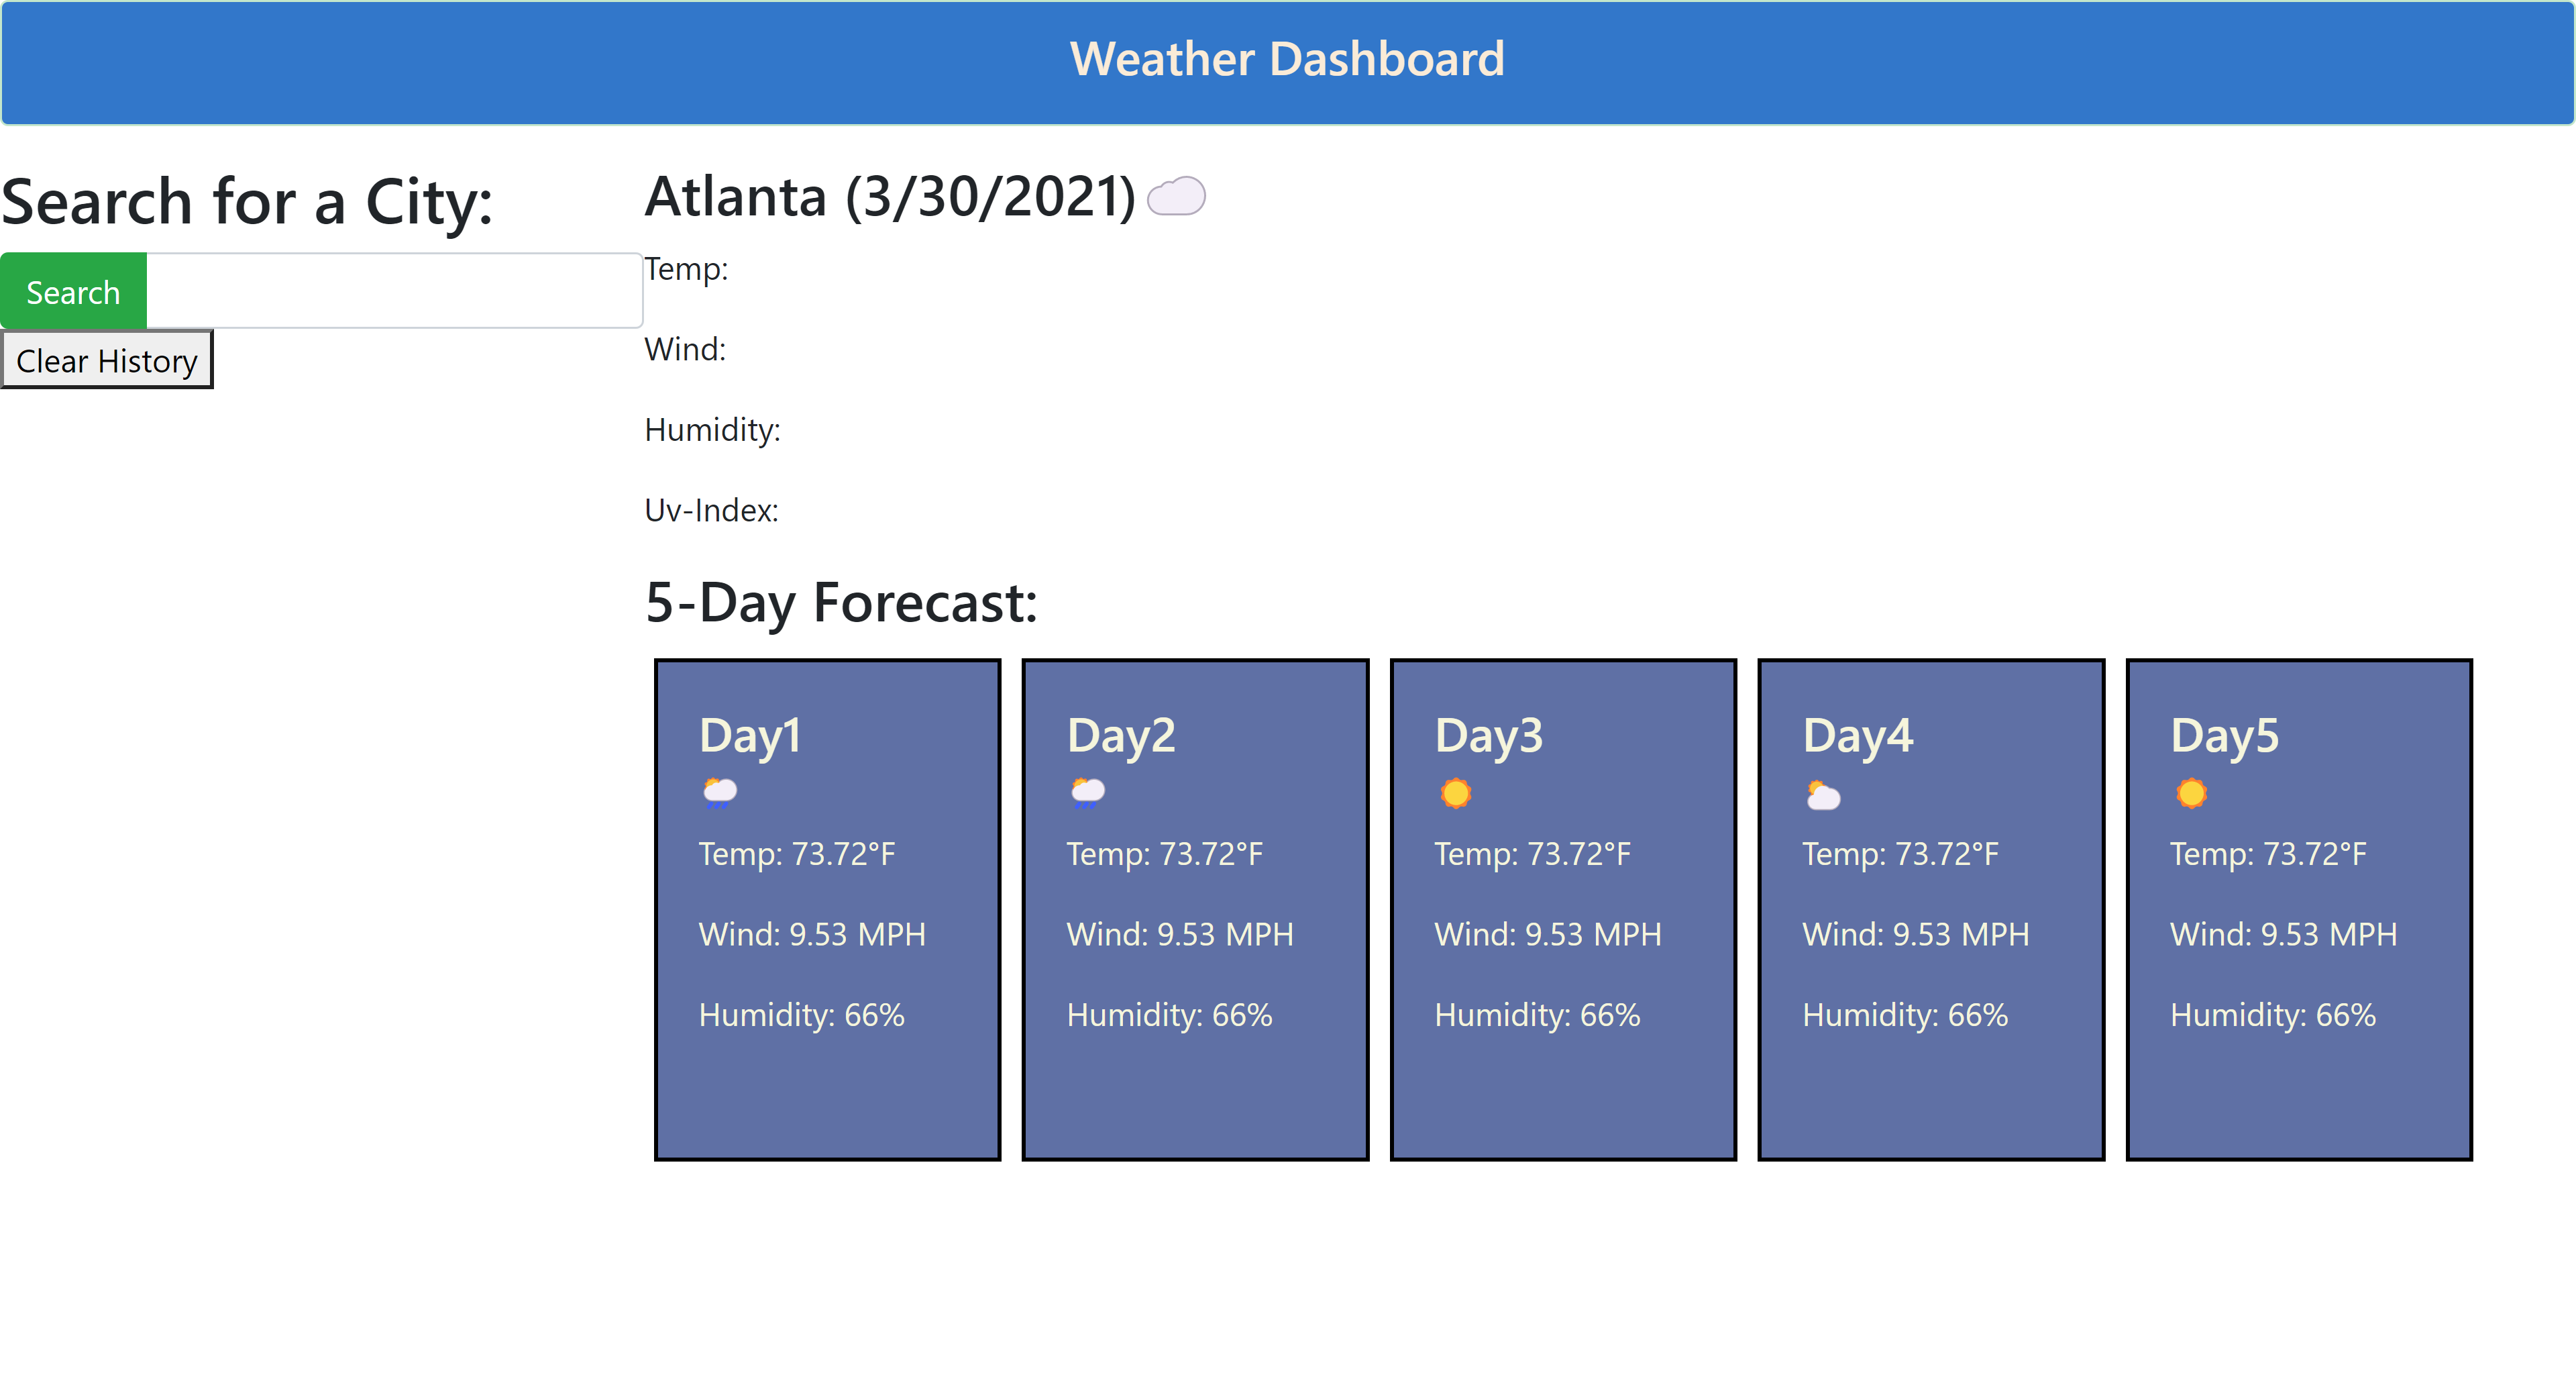 Weather Dashboard
Search for a City:
Search
Clear History
Atlanta (3/30/2021)
Temp:
Wind:
Humidity:
Uv-Index:
5-Day Forecast:
Day1
Temp: 73.72°F
Wind: 9.53 MPH
Humidity: 66%
Day2
Temp: 73.72°F
Wind: 9.53 MPH
Humidity: 66%
Day3
Temp: 73.72°F
Wind: 9.53 MPH
Humidity: 66%
Day4
Temp: 73.72°F
Wind: 9.53 MPH
Humidity: 66%
Day5
Temp: 73.72°F
Wind: 9.53 MPH
Humidity: 66%